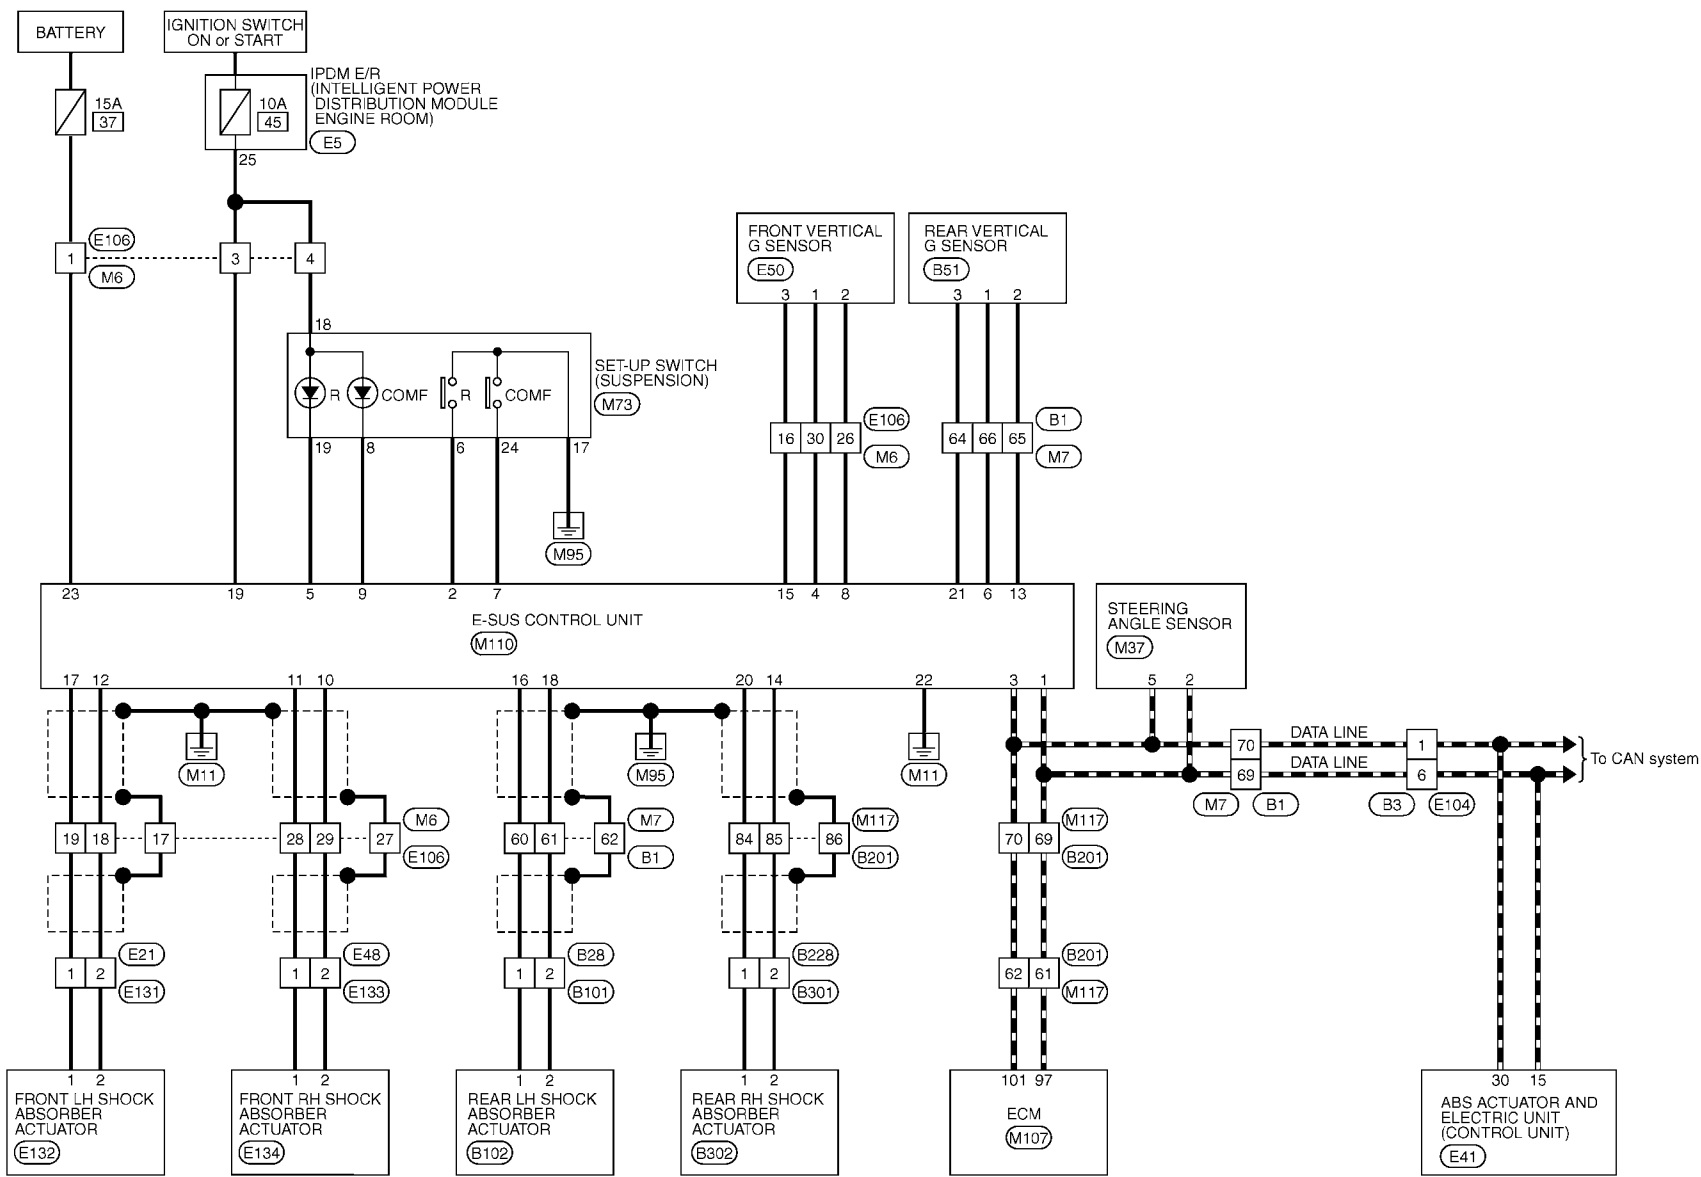 BATTERY
IGNITION SWITCH
ON or START
15A
37
10A
45
IPDM E/R
(INTELLIGENT POWER
DISTRIBUTION MODULE
ENGINE ROOM)
E5
25
1
E106
M6
3
4
18
R
COMF
R
COMF
SET-UP SWITCH
(SUSPENSION)
M73
19
8
6
24
17
M95
FRONT VERTICAL
G SENSOR
E50
3 1 2
REAR VERTICAL
G SENSOR
B51
3 1 2
16 30 26
E106
M6
64 66 65
B1
M7
23 19 5 9 2 7 15 4 8 21 6 13
E-SUS CONTROL UNIT
M110
17 12 11 10 16 18 20 14 22 3 1
STEERING
ANGLE SENSOR
M37
5 2
M11
M95
M11
70
69
DATA LINE
DATA LINE
1
6
To CAN system
M7
B1
B3
E104
19 18 17
28 29 27
M6
E106
60 61 62
M7
B1
84 85 86
M117
B201
70 69
M117
B201
1 2
E21
E131
1 2
E48
E133
1 2
B28
B101
1 2
B228
B301
62 61
B201
M117
1 2
FRONT LH SHOCK
ABSORBER
ACTUATOR
E132
1 2
FRONT RH SHOCK
ABSORBER
ACTUATOR
E134
1 2
REAR LH SHOCK
ABSORBER
ACTUATOR
B102
1 2
REAR RH SHOCK
ABSORBER
ACTUATOR
B302
101 97
ECM
M107
30 15
ABS ACTUATOR AND
ELECTRIC UNIT
(CONTROL UNIT)
E41